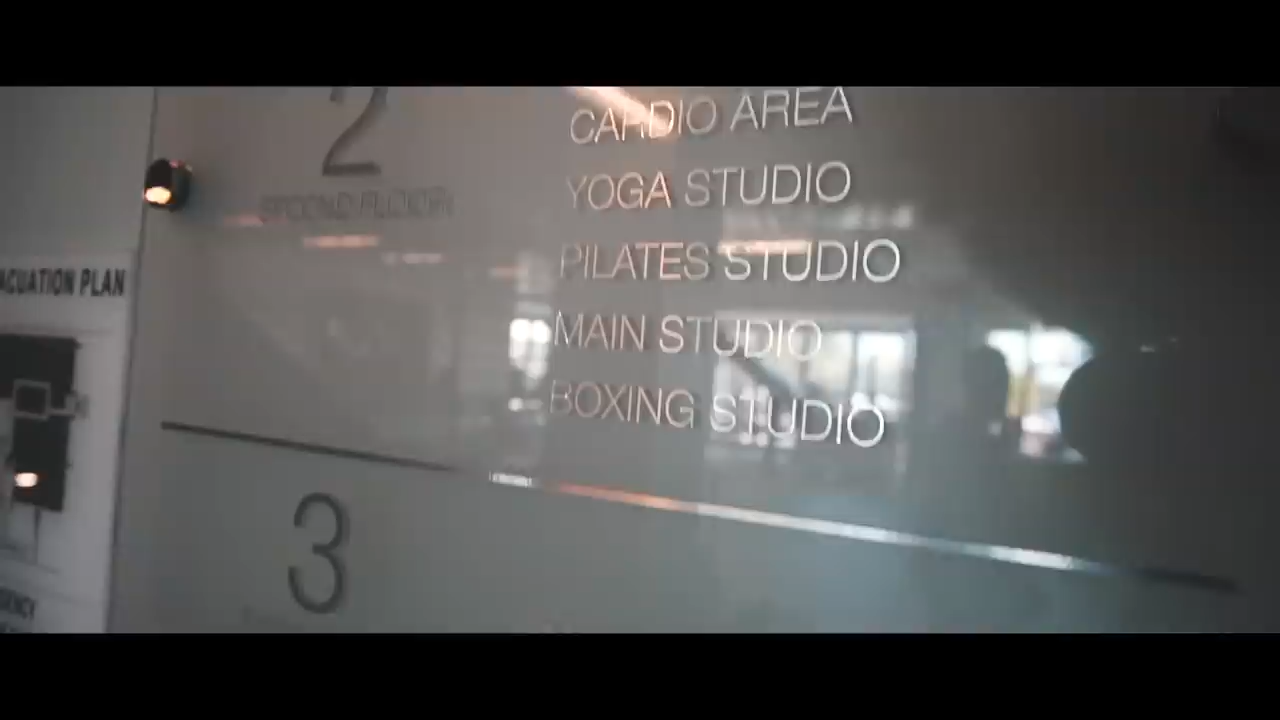 2
SECOND FLOOR
CARDIO AREA
YOGA STUDIO
PILATES STUDIO
MAIN STUDIO
BOXING STUDIO
3
ACUATION PLAN